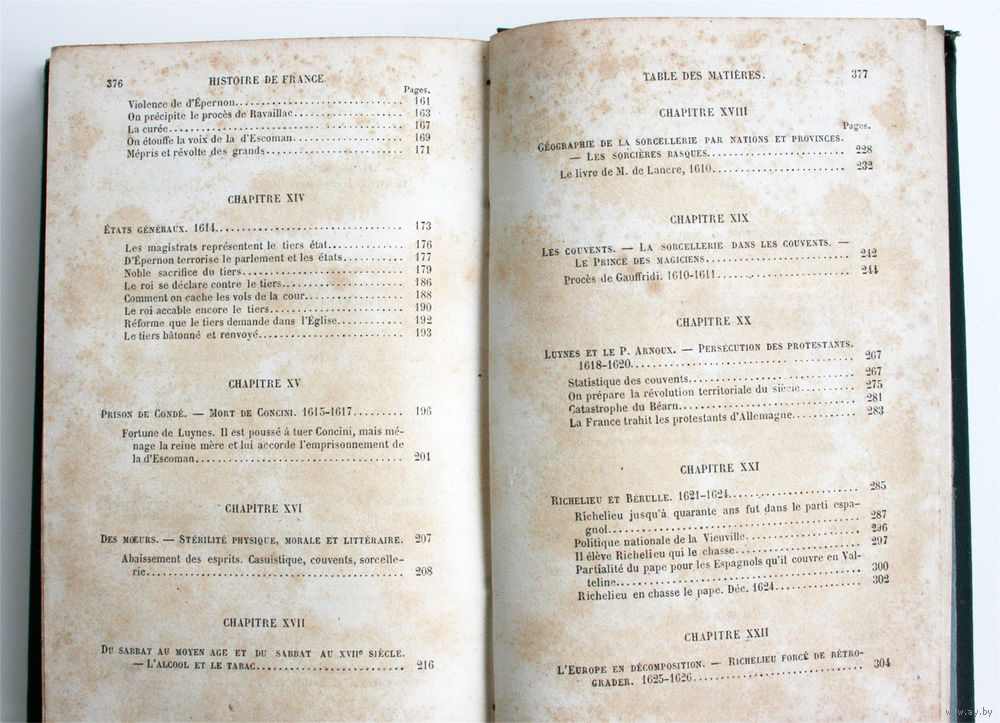 376 HISTOIRE DE FRANCE.
Pages.
Violence de d'Épernon........ 161
On précipite le procès de Ravaillac........ 163
La curée........ 167
On étouffe la voix de la d'Escoman........ 169
Mépris et révolte des grands........ 171
CHAPITRE XIV
ÉTATS GÉNÉRAUX. 1614........ 173
Les magistrats représentent le tiers état........ 176
D'Épernon terrorise le parlement et les états........ 177
Noble sacrifice du tiers........ 179
Le roi se déclare contre le tiers........ 186
Comment on cache les vols de la cour........ 188
Le roi accable encore le tiers........ 190
Réforme que le tiers demande dans l'Église........ 192
Le tiers bâtonné et renvoyé........ 193
CHAPITRE XV
PRISON DE CONDÉ. — MORT DE CONCINI. 1615-1617........ 196
Fortune de Luynes. Il est poussé à tuer Concini, mais mé-
nage la reine mère et lui accorde l'emprisonnement de
la d'Escoman........ 201
CHAPITRE XVI
DES MŒURS. — STÉRILITÉ PHYSIQUE, MORALE ET LITTÉRAIRE. 207
Abaissement des esprits. Casuistique, couvents, sorcelle-
rie........ 208
CHAPITRE XVII
DU SABBAT AU MOYEN AGE ET DU SABBAT AU XVIIe SIÈCLE.
— L'ALCOOL ET LE TABAC........ 216
TABLE DES MATIÈRES. 377
CHAPITRE XVIII
Pages.
GÉOGRAPHIE DE LA SORCELLERIE PAR NATIONS ET PROVINCES.
— LES SORCIÈRES BASQUES........ 228
Le livre de M. de Lancre, 1610........ 232
CHAPITRE XIX
LES COUVENTS. — LA SORCELLERIE DANS LES COUVENTS. —
LE PRINCE DES MAGICIENS........ 242
Procès de Gauffridi. 1610-1611........ 244
CHAPITRE XX
LUYNES ET LE P. ARNOUX. — PERSÉCUTION DES PROTESTANTS.
1618-1620........ 267
Statistique des couvents........ 267
On prépare la révolution territoriale du siècle........ 275
Catastrophe du Béarn........ 281
La France trahit les protestants d'Allemagne........ 283
CHAPITRE XXI
RICHELIEU ET BÉRULLE. 1621-1624........ 285
Richelieu jusqu'à quarante ans fut dans le parti espa-
gnol........ 287
Politique nationale de la Vieuville........ 296
Il élève Richelieu qui le chasse........ 297
Partialité du pape pour les Espagnols qu'il couvre en Val-
teline........ 300
Richelieu en chasse le pape. Déc. 1624........ 302
CHAPITRE XXII
L'EUROPE EN DÉCOMPOSITION. — RICHELIEU FORCÉ DE RÉTRO-
GRADER. 1625-1626........ 304
www.ay.by